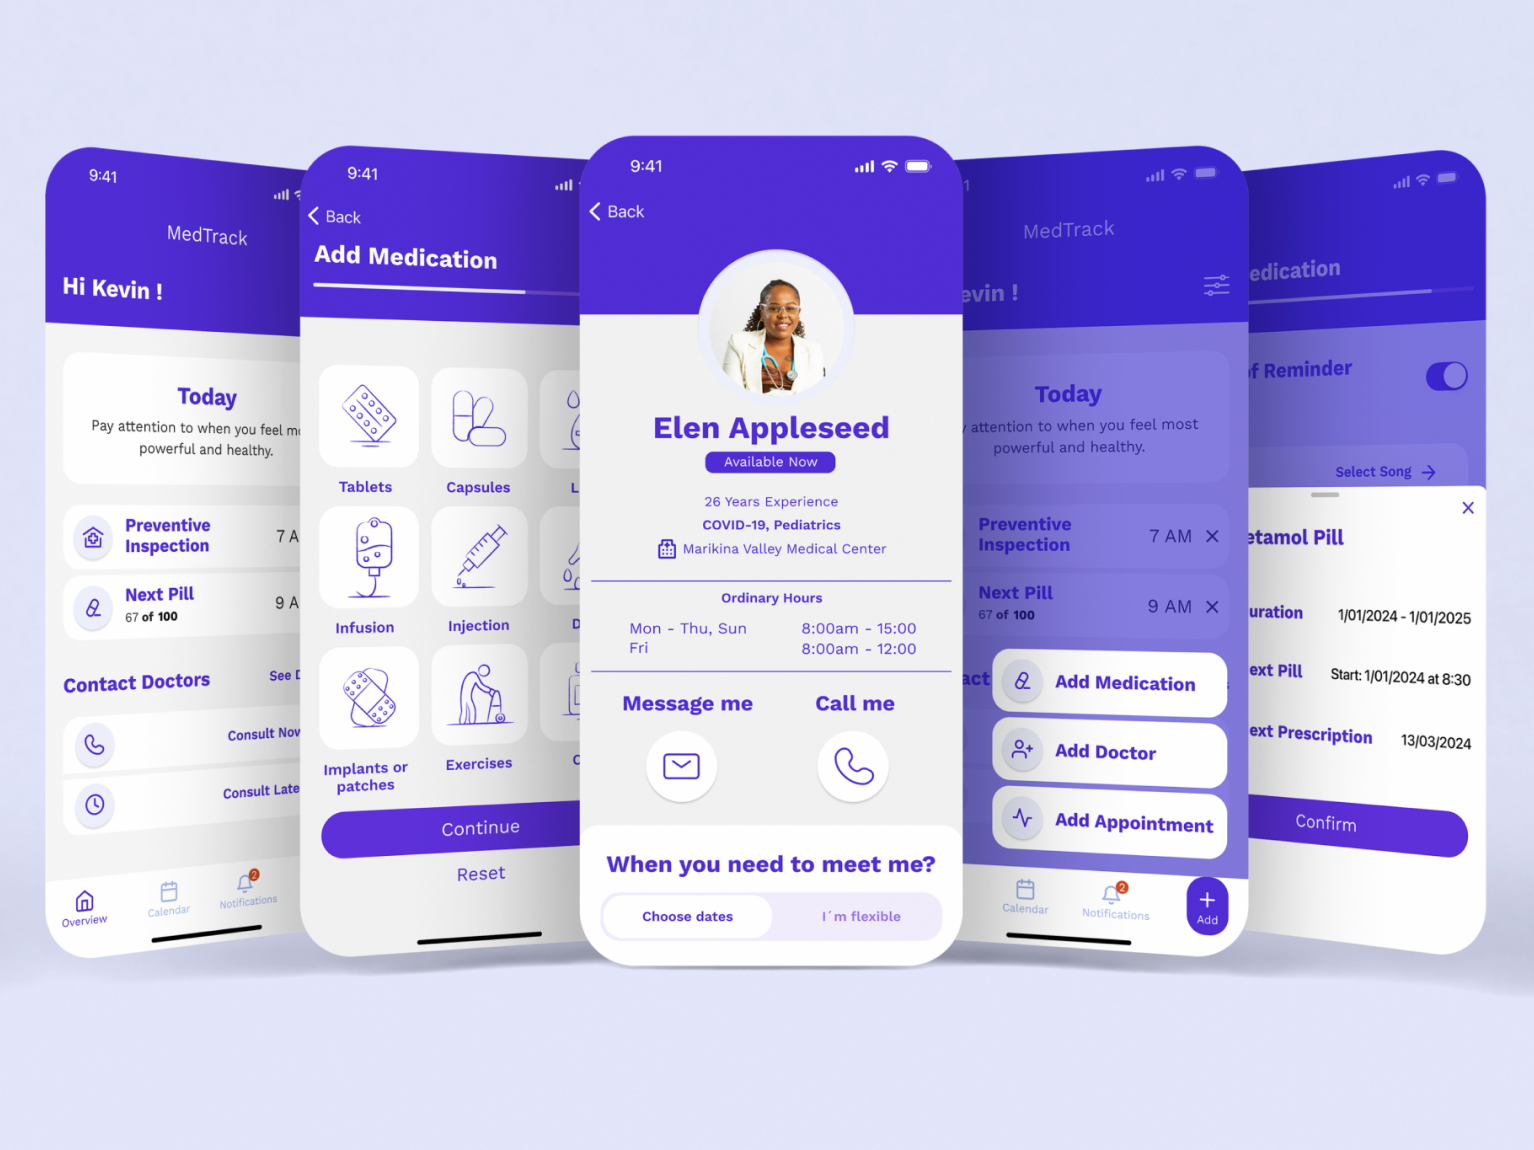 9:41
MedTrack
Hi Kevin !
Today
Pay attention to when you feel
powerful and healthy.
Preventive
Inspection
7 A
Next Pill
67 of 100
9 A
Contact Doctors
See
Consult Now
Consult Late
Overview
Calendar
2
Notifications
9:41
Back
Add Medication
Tablets
Capsules
L
Infusion
Injection
D
Implants or
patches
Exercises
Continue
Reset
9:41
Back
Elen Appleseed
Available Now
26 Years Experience
COVID-19, Pediatrics
Marikina Valley Medical Center
Ordinary Hours
Mon - Thu, Sun 8:00am - 15:00
Fri 8:00am - 12:00
Message me
Call me
When you need to meet me?
Choose dates
I´m flexible
1
MedTrack
evin !
Today
y attention to when you feel most
powerful and healthy.
Preventive
Inspection
7 AM
Next Pill
67 of 100
9 AM
act
Add Medication
Add Doctor
Add Appointment
Calendar
2
Notifications
Add
edication
of Reminder
Select Song
etamol Pill
uration 1/01/2024 - 1/01/2025
ext Pill Start: 1/01/2024 at 8:30
ext Prescription 13/03/2024
Confirm